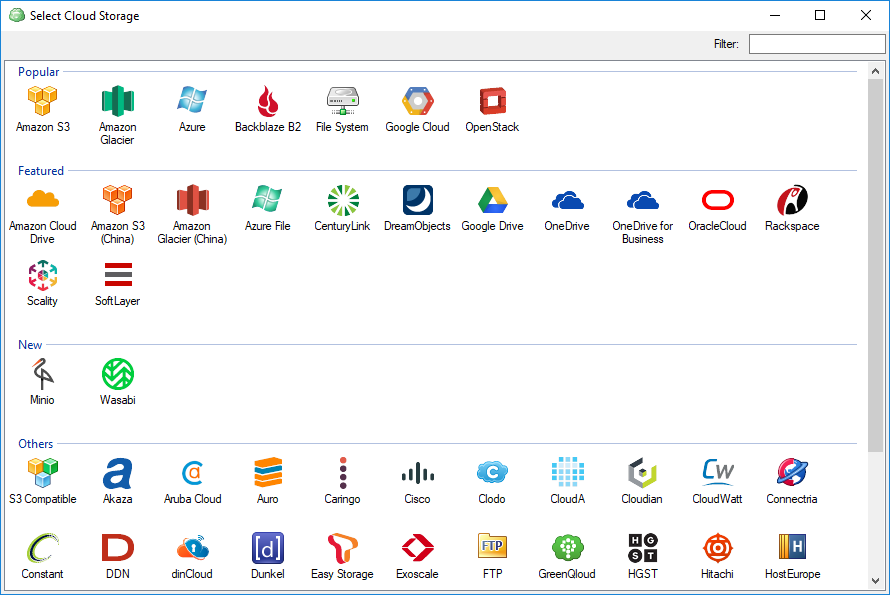 Select Cloud Storage
Filter:
Popular
Amazon S3
Amazon Glacier
Azure
Backblaze B2
File System
Google Cloud
OpenStack
Featured
Amazon Cloud Drive
Amazon S3 (China)
Amazon Glacier (China)
Azure File
CenturyLink
DreamObjects
Google Drive
OneDrive
OneDrive for Business
OracleCloud
Rackspace
Scality
SoftLayer
New
Minio
Wasabi
Others
S3 Compatible
a
Akaza
a
Aruba Cloud
Auro
Caringo
Cisco
C
Clodo
CloudA
Cloudian
CW
CloudWatt
Connectria
Constant
D
DDN
dinCloud
[d]
Dunkel
Easy Storage
Exoscale
FTP
FTP
GreenQloud
HGST
HGST
Hitachi
H
HostEurope